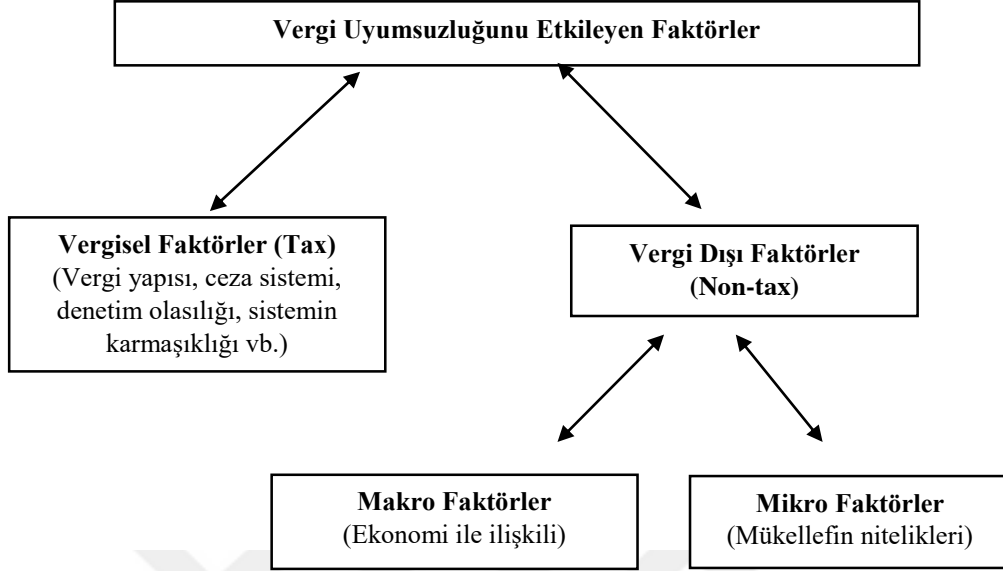 Vergi Uyumsuzluğunu Etkileyen Faktörler
Vergisel Faktörler (Tax)
(Vergi yapısı, ceza sistemi,
denetim olasılığı, sistemin
karmaşıklığı vb.)
Vergi Dışı Faktörler
(Non-tax)
Makro Faktörler
(Ekonomi ile ilişkili)
Mikro Faktörler
(Mükellefin nitelikleri)